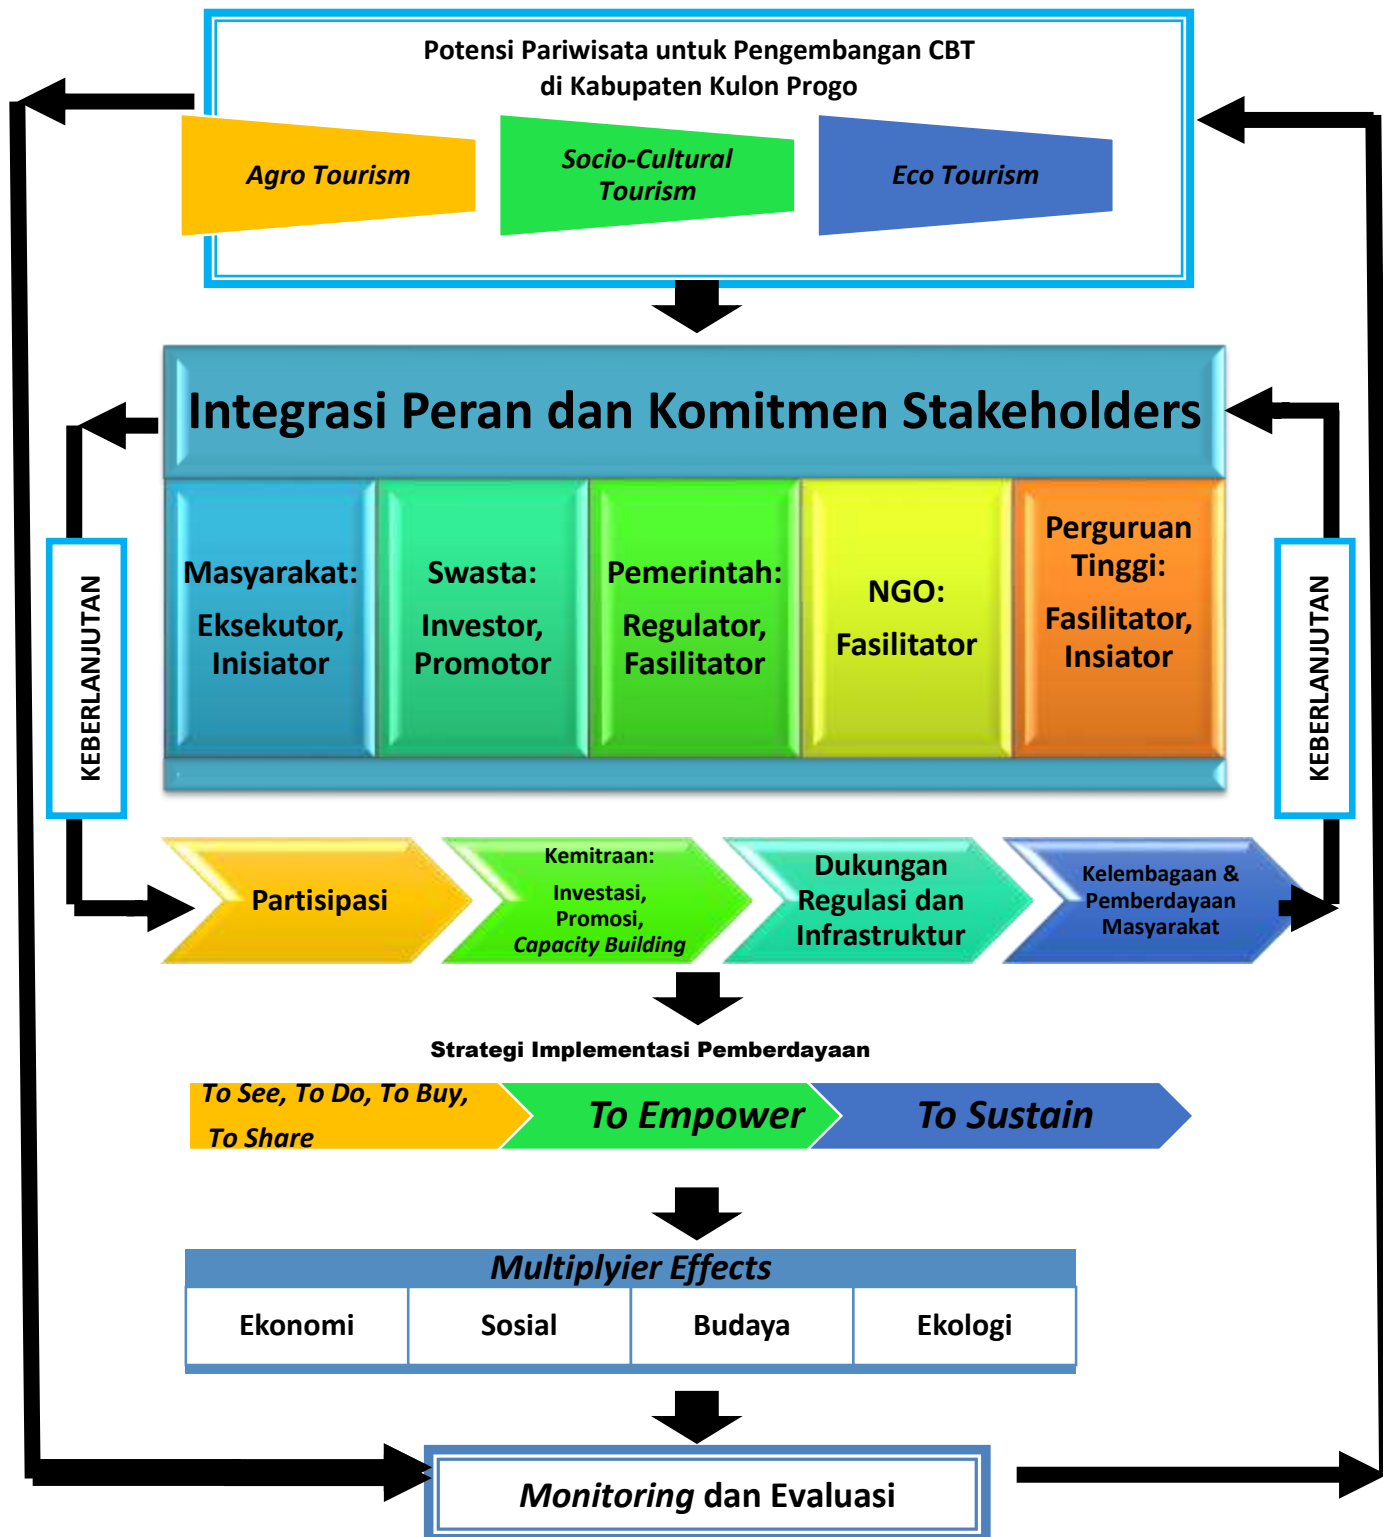 Potensi Pariwisata untuk Pengembangan CBT
di Kabupaten Kulon Progo
Agro Tourism
Socio-Cultural
Tourism
Eco Tourism
Integrasi Peran dan Komitmen Stakeholders
KEBERLANJUTAN
Masyarakat:
Eksekutor,
Inisiator
Swasta:
Investor,
Promotor
Pemerintah:
Regulator,
Fasilitator
NGO:
Fasilitator
Perguruan
Tinggi:
Fasilitator,
Insiator
KEBERLANJUTAN
Partisipasi
Kemitraan:
Investasi,
Promosi,
Capacity Building
Dukungan
Regulasi dan
Infrastruktur
Kelembagaan &
Pemberdayaan
Masyarakat
Strategi Implementasi Pemberdayaan
To See, To Do, To Buy,
To Share
To Empower
To Sustain
Multiplyier Effects
Ekonomi
Sosial
Budaya
Ekologi
Monitoring dan Evaluasi